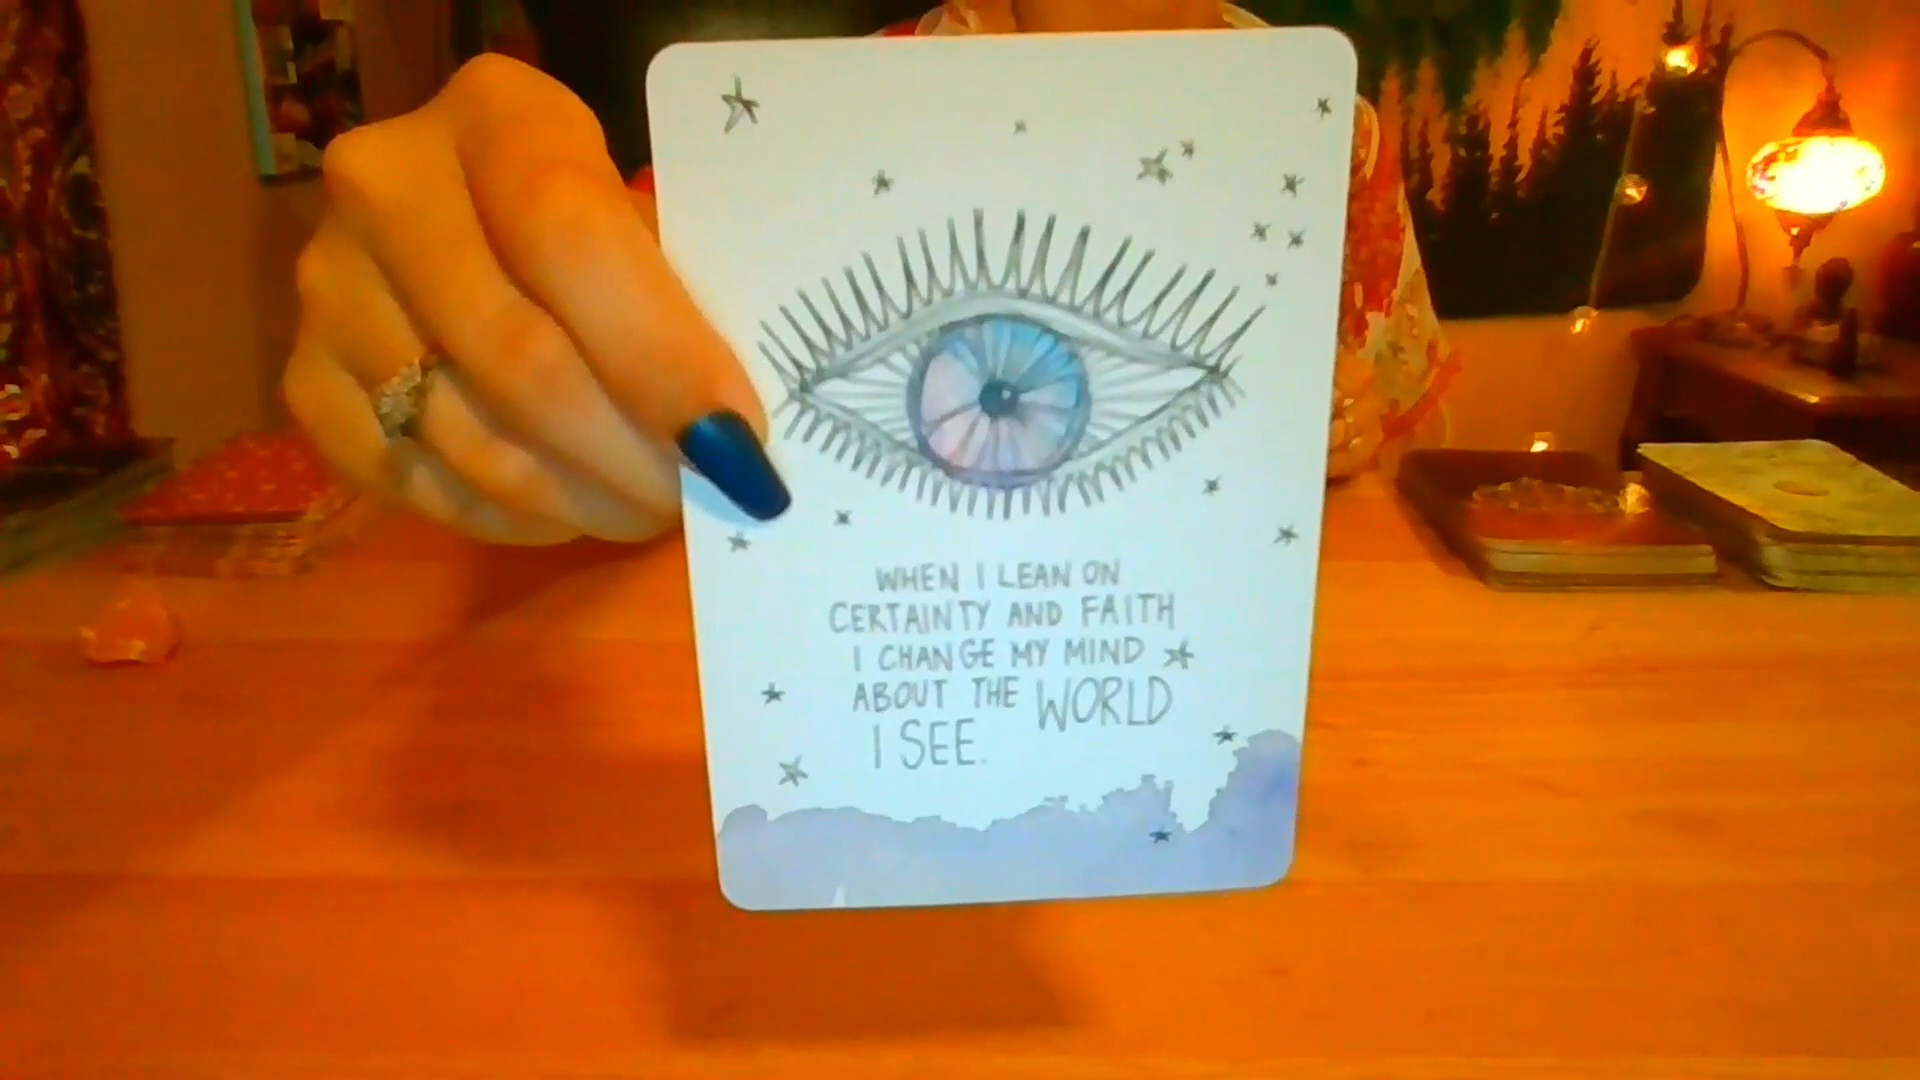 WHEN I LEAN ON
CERTAINTY AND FAITH
I CHANGE MY MIND
ABOUT THE WORLD
I SEE.